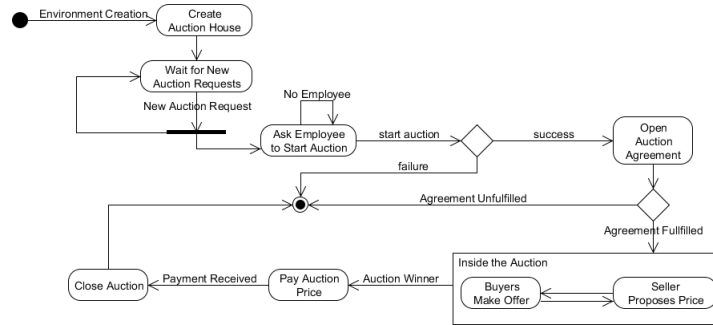 Environment Creation
Create
Auction House
Wait for New
Auction Requests
New Auction Request
No Employee
Ask Employee
to Start Auction
start auction
success
Open
Auction
Agreement
failure
Agreement Unfulfilled
Agreement Fullfilled
Inside the Auction
Buyers
Make Offer
Seller
Proposes Price
Auction Winner
Pay Auction
Price
Payment Received
Close Auction